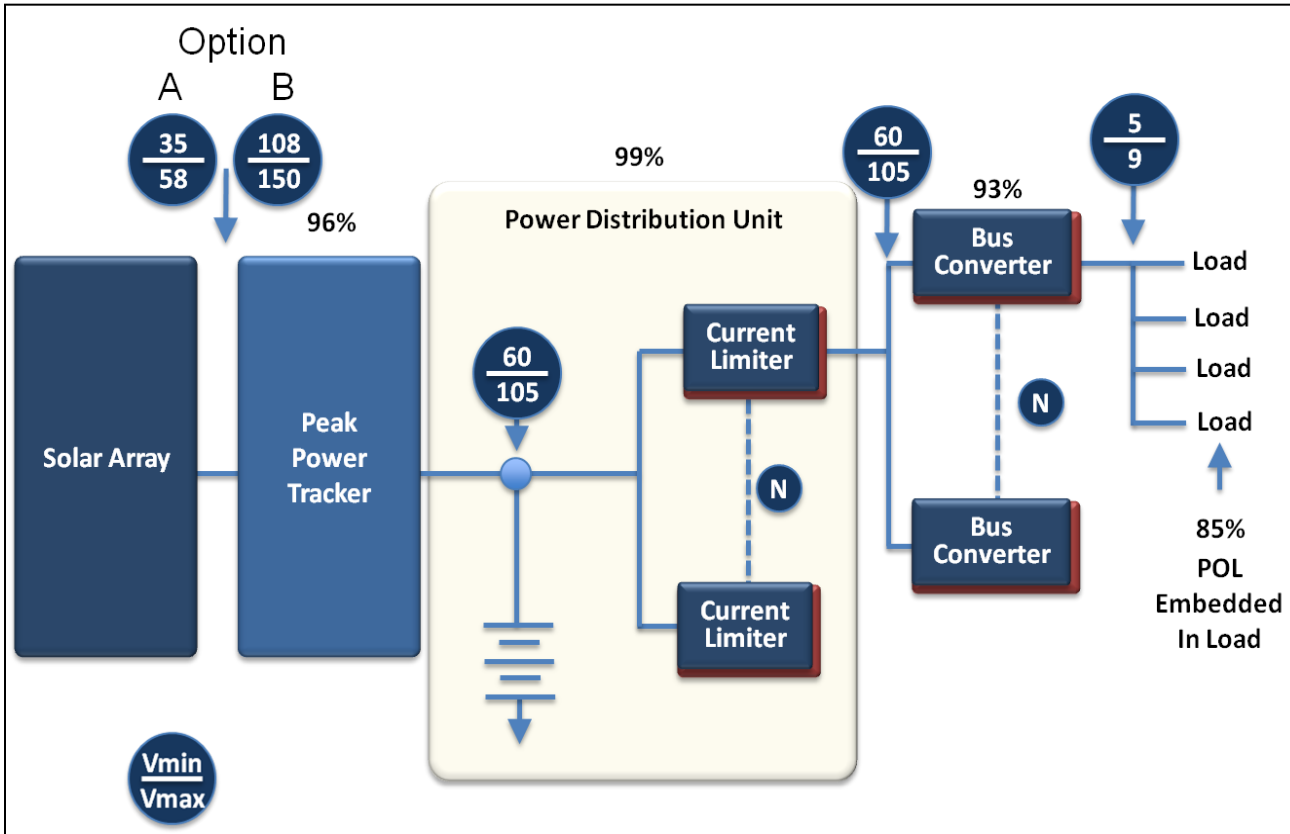 Option
A B
35
58
108
150
96%
99%
60
105
93%
5
9
Solar Array
Peak
Power
Tracker
Power Distribution Unit
60
105
Current
Limiter
N
Current
Limiter
Bus
Converter
N
Bus
Converter
Load
Load
Load
Load
85%
POL
Embedded
In Load
Vmin
Vmax